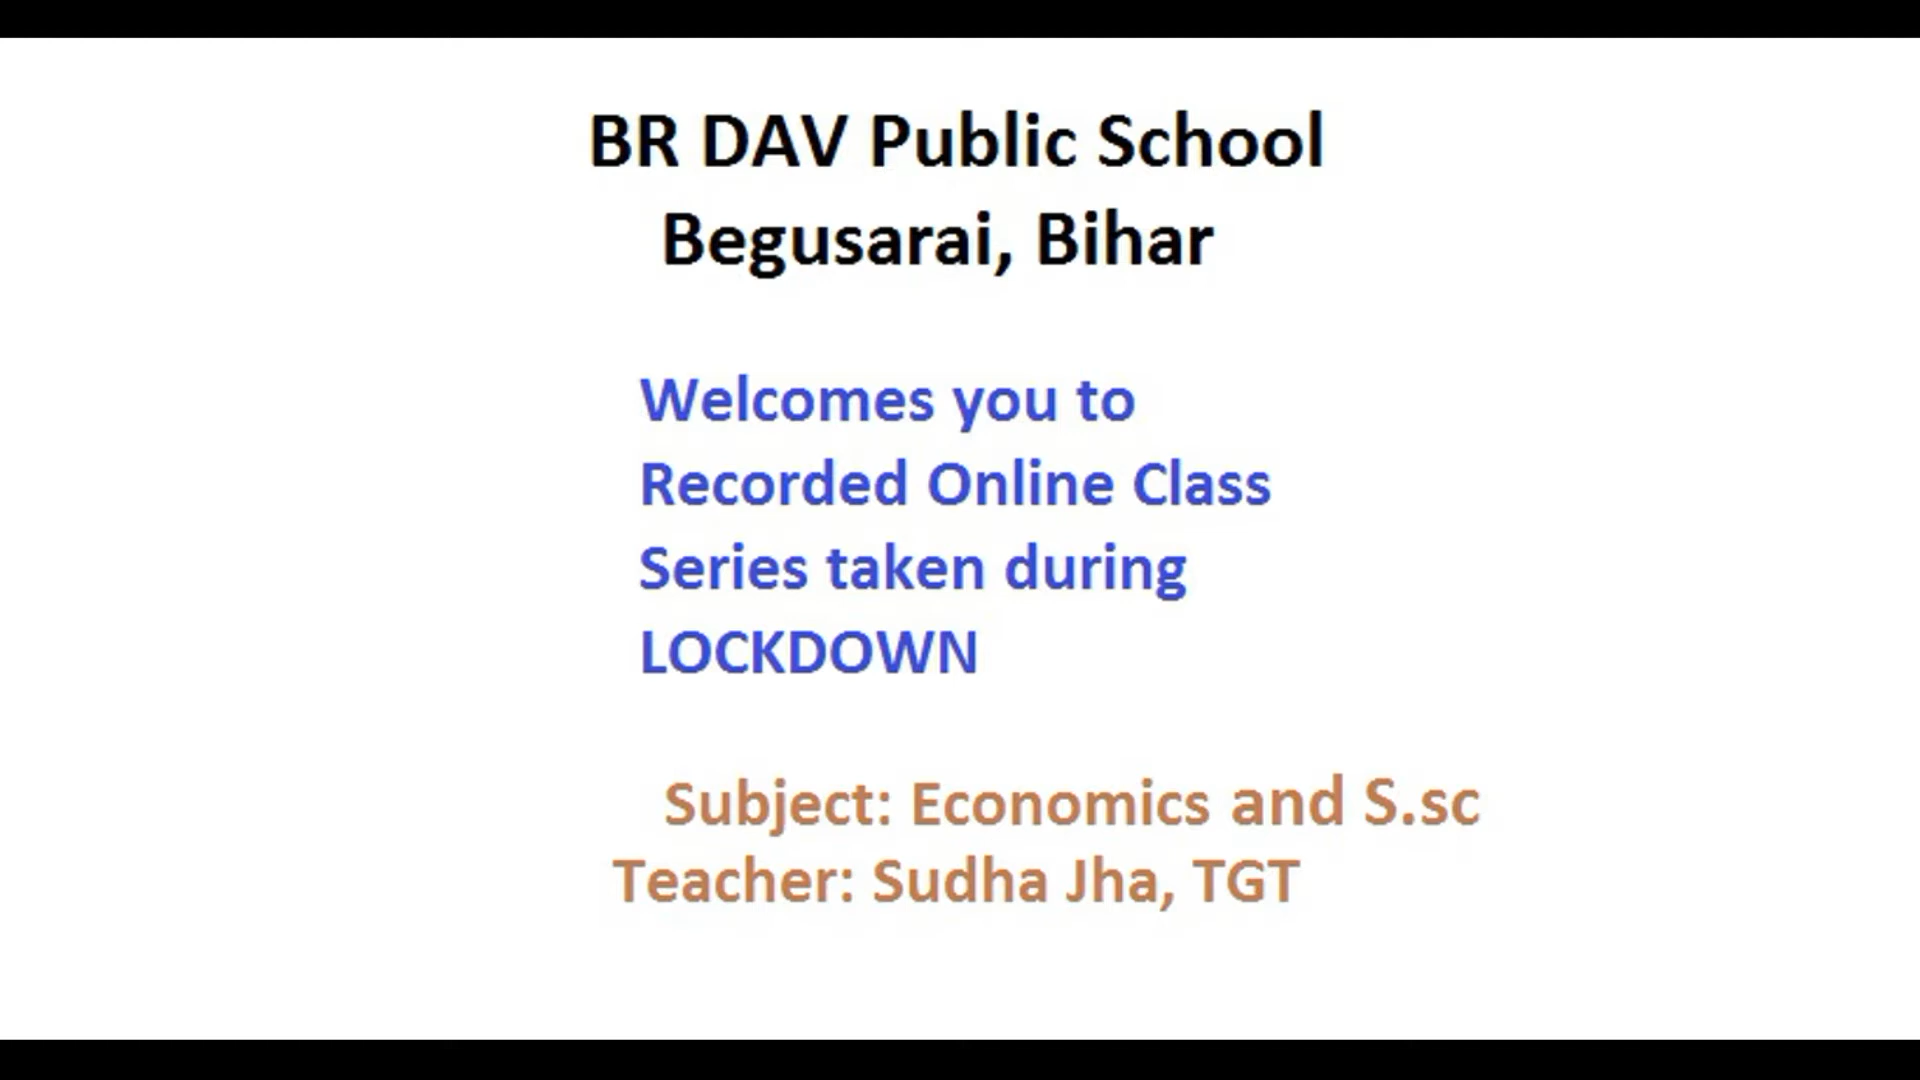 BR DAV Public School
Begusarai, Bihar
Welcomes you to
Recorded Online Class
Series taken during
LOCKDOWN
Subject: Economics and S.sc
Teacher: Sudha Jha, TGT